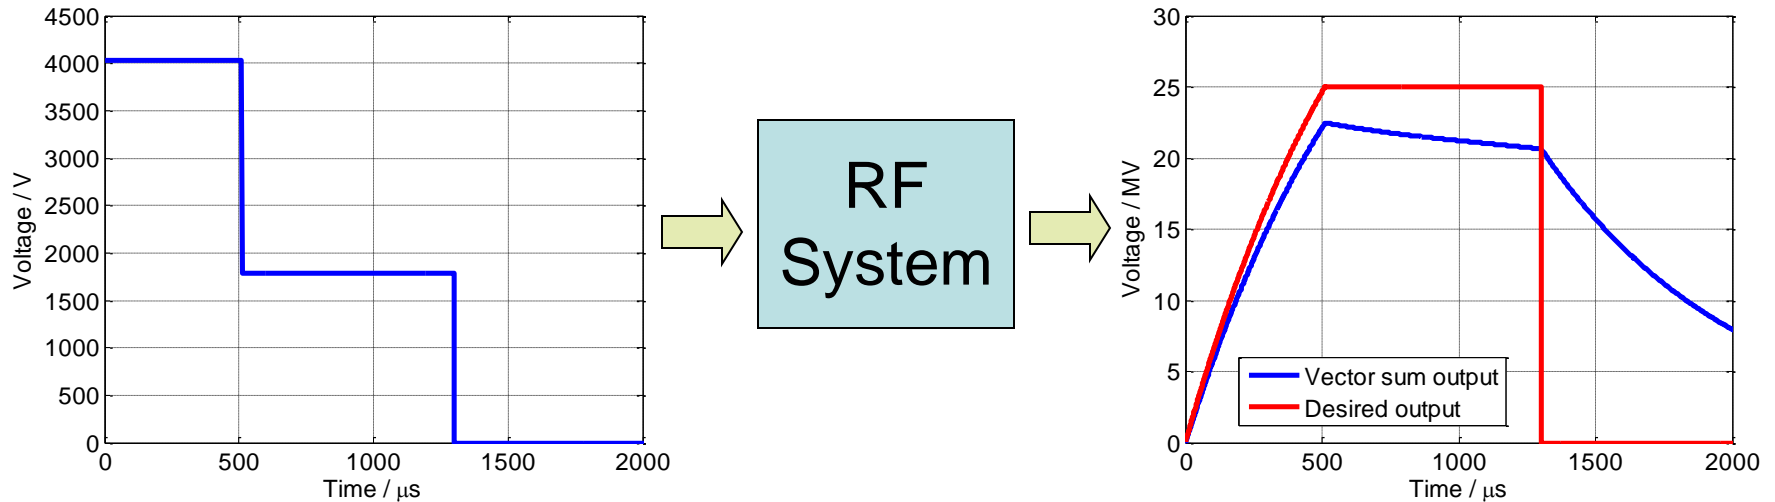 4500
4000
3500
3000
2500
2000
1500
1000
500
0
Voltage / V
0 500 1000 1500 2000
Time / μs
RF
System
30
25
20
15
10
5
0
Voltage / MV
Vector sum output
Desired output
0 500 1000 1500 2000
Time / μs